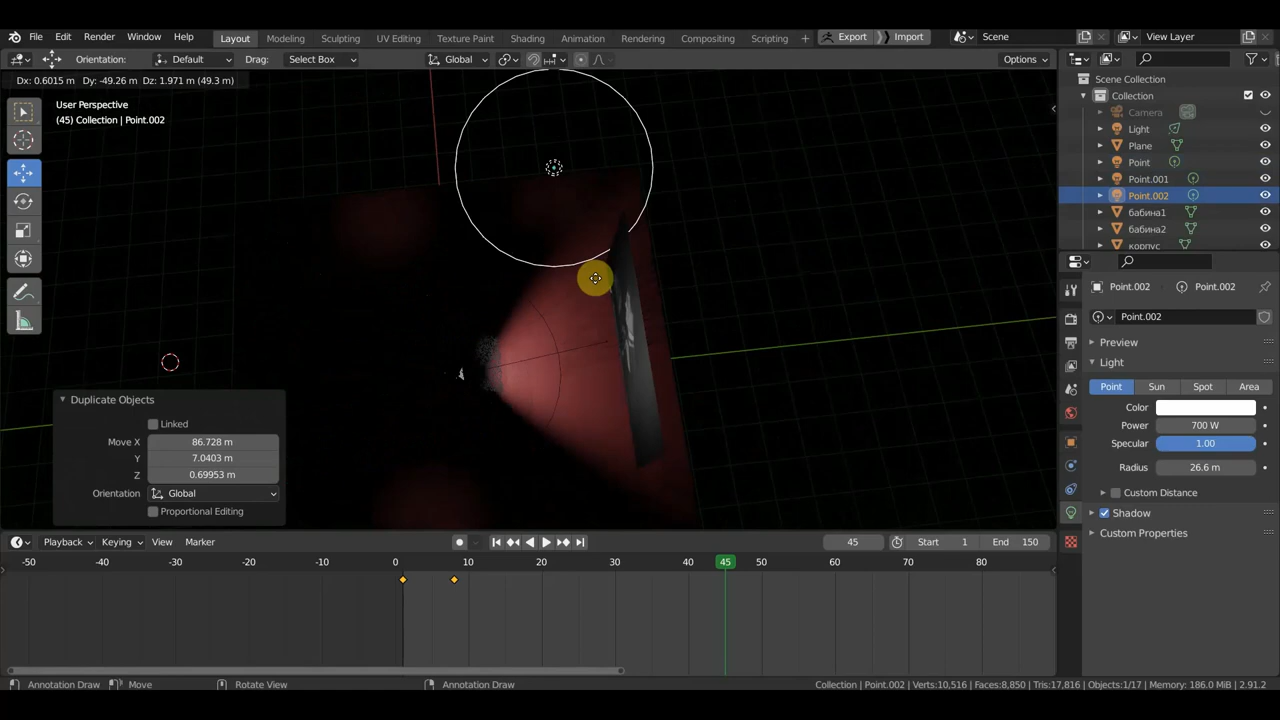 File Edit Render Window Help Layout Modeling Sculpting UV Editing Texture Paint Shading Animation Rendering Compositing Scripting + Export Import Scene View Layer
Orientation: Default Drag: Select Box Global Options
Dx: 0.6015 m Dy: -49.26 m Dz: 1.971 m (49.3 m)
User Perspective
(45) Collection | Point.002
Scene Collection
Collection
Camera
Light
Plane
Point
Point.001
Point.002
бабина1
бабина2
корпус
Point.002 Point.002
Point.002
Preview
Light
Point Sun Spot Area
Color
Power 700 W
Specular 1.00
Radius 26.6 m
Custom Distance
Shadow
Custom Properties
Duplicate Objects
Linked
Move X 86.728 m
Y 7.0403 m
Z 0.69953 m
Orientation Global
Proportional Editing
Playback Keying View Marker 45 Start 1 End 150
-50 -40 -30 -20 -10 0 10 20 30 40 45 50 60 70 80
Annotation Draw Move Rotate View Annotation Draw Collection | Point.002 | Verts:10,516 | Faces:8,850 | Tris:17,816 | Objects:1/17 | Memory: 186.0 MiB | 2.91.2